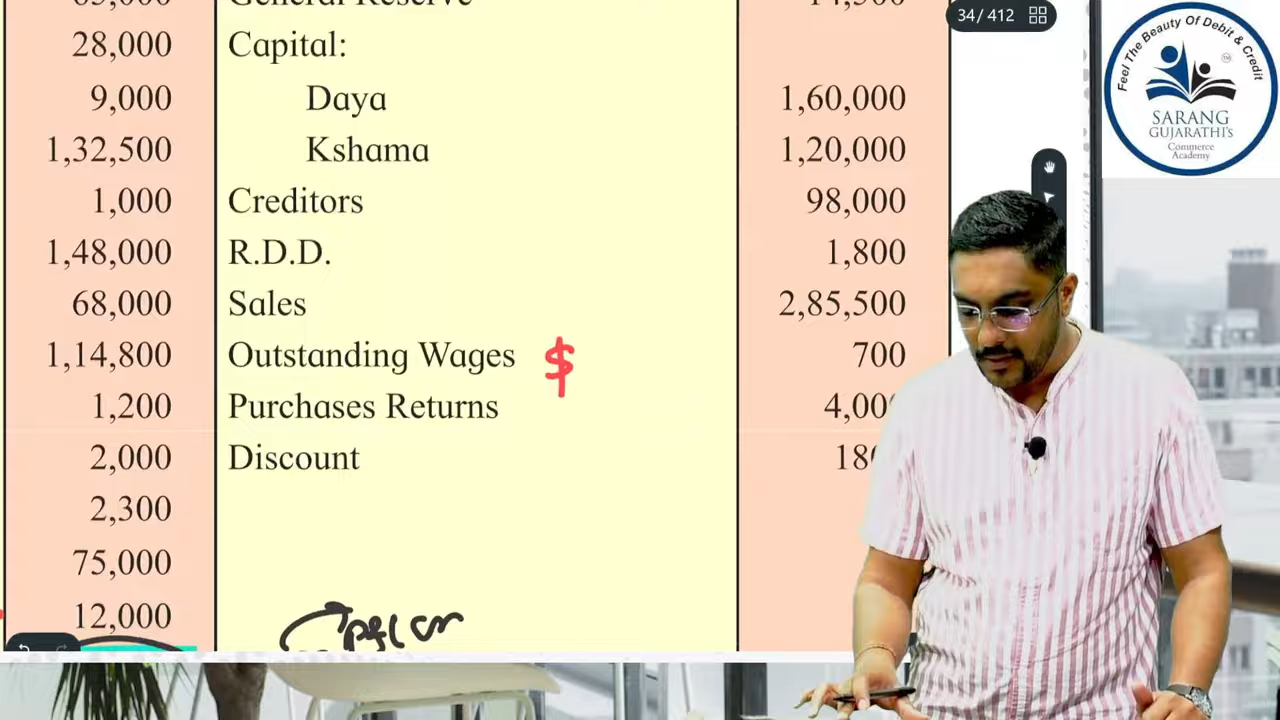 General Reserve
34 / 412
28,000 Capital:
9,000 Daya 1,60,000
1,32,500 Kshama 1,20,000
1,000 Creditors 98,000
1,48,000 R.D.D. 1,800
68,000 Sales 2,85,500
1,14,800 Outstanding Wages $ 700
1,200 Purchases Returns
2,000 Discount
2,300
75,000
12,000
Feel The Beauty Of Debit & Credit
TM
SARANG
GUJARATHI's
Commerce
Academy